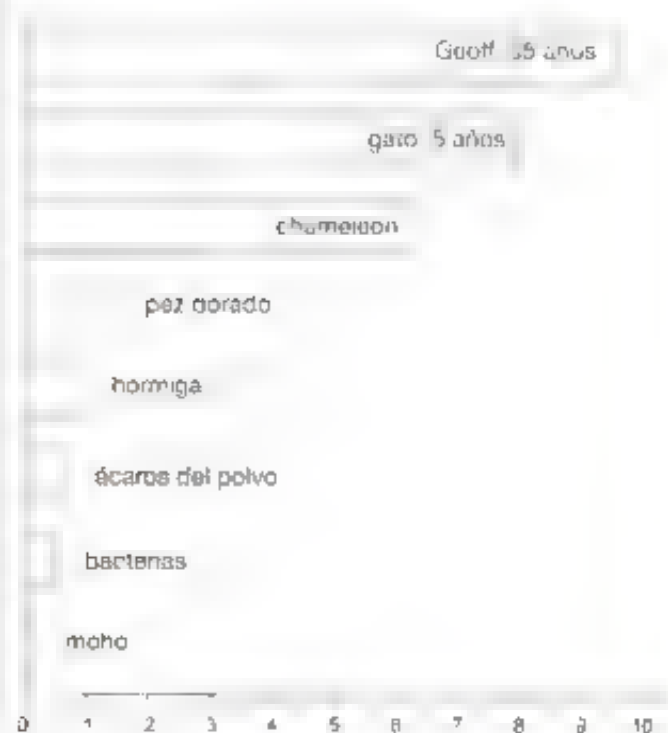 Geoff 35 años
gato 5 años
chameleon
pez dorado
hormiga
ácaros del polvo
bacterias
moho
0 1 2 3 4 5 6 7 8 9 10